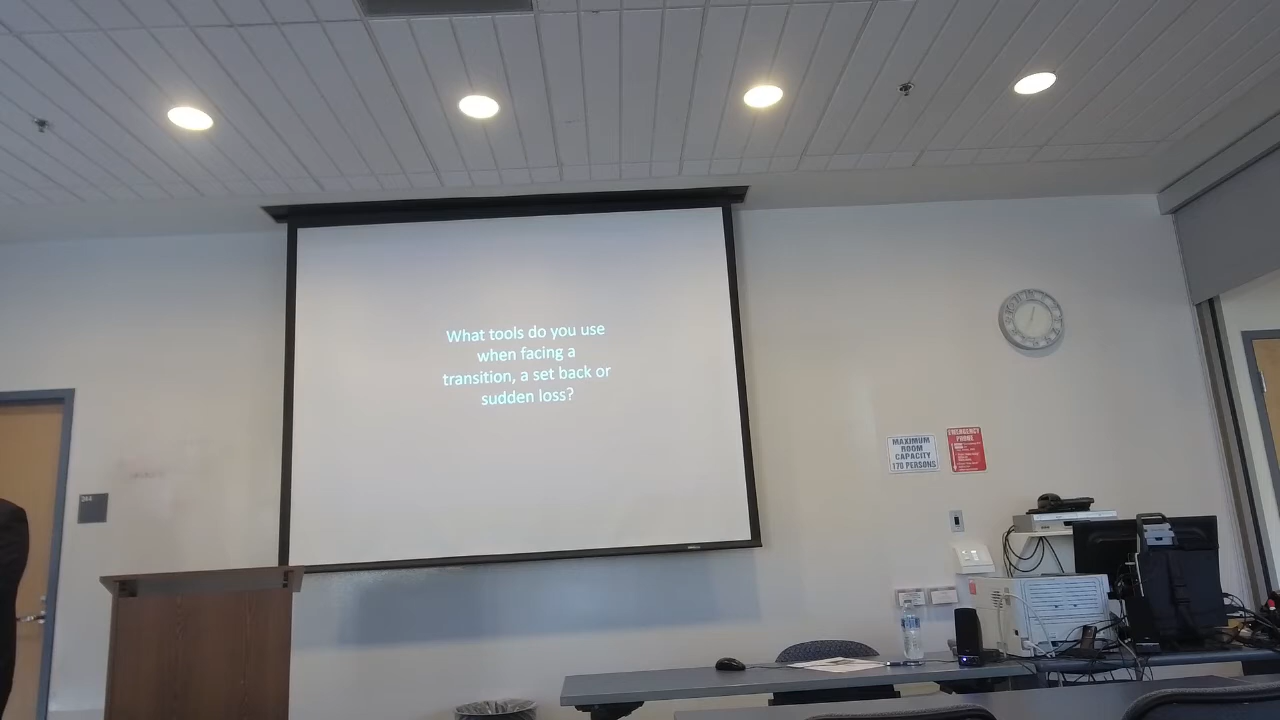 What tools do you use
when facing a
transition, a set back or
sudden loss?
MAXIMUM
ROOM
CAPACITY
170 PERSONS
EMERGENCY
PHONE